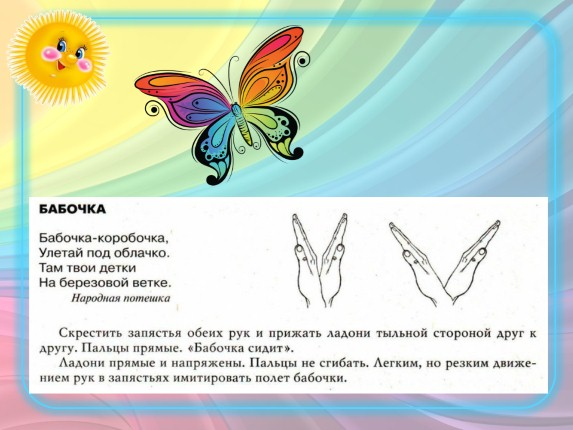 БАБОЧКА
Бабочка-коробочка,
Улетай под облачко.
Там твои детки
На березовой ветке.
Народная потешка
Скрестить запястья обеих рук и прижать ладони тыльной стороной друг к
другу. Пальцы прямые. «Бабочка сидит».
Ладони прямые и напряжены. Пальцы не сгибать. Легким, но резким движе-
нием рук в запястьях имитировать полет бабочки.